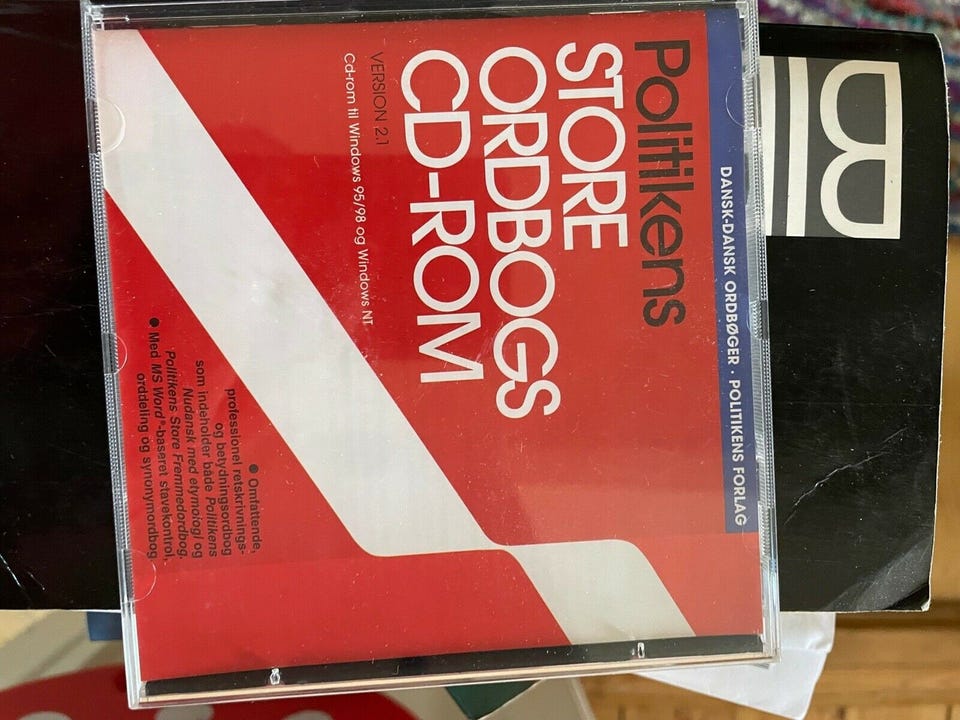 DANSK-DANSK ORDBØGER · POLITIKENS FORLAG
Politikens
STORE
ORDBOGS
CD-ROM
VERSION 2.1
Cd-rom til Windows 95/98 og Windows NT
● Omfattende,
professionel retskrivnings-
og betydningsordbog
som indeholder både Politikens
Nudansk med etymologi og
Politikens Store Fremmedordbog.
● Med MS Word®-baseret stavekontrol,
orddeling og synonymordbog
B